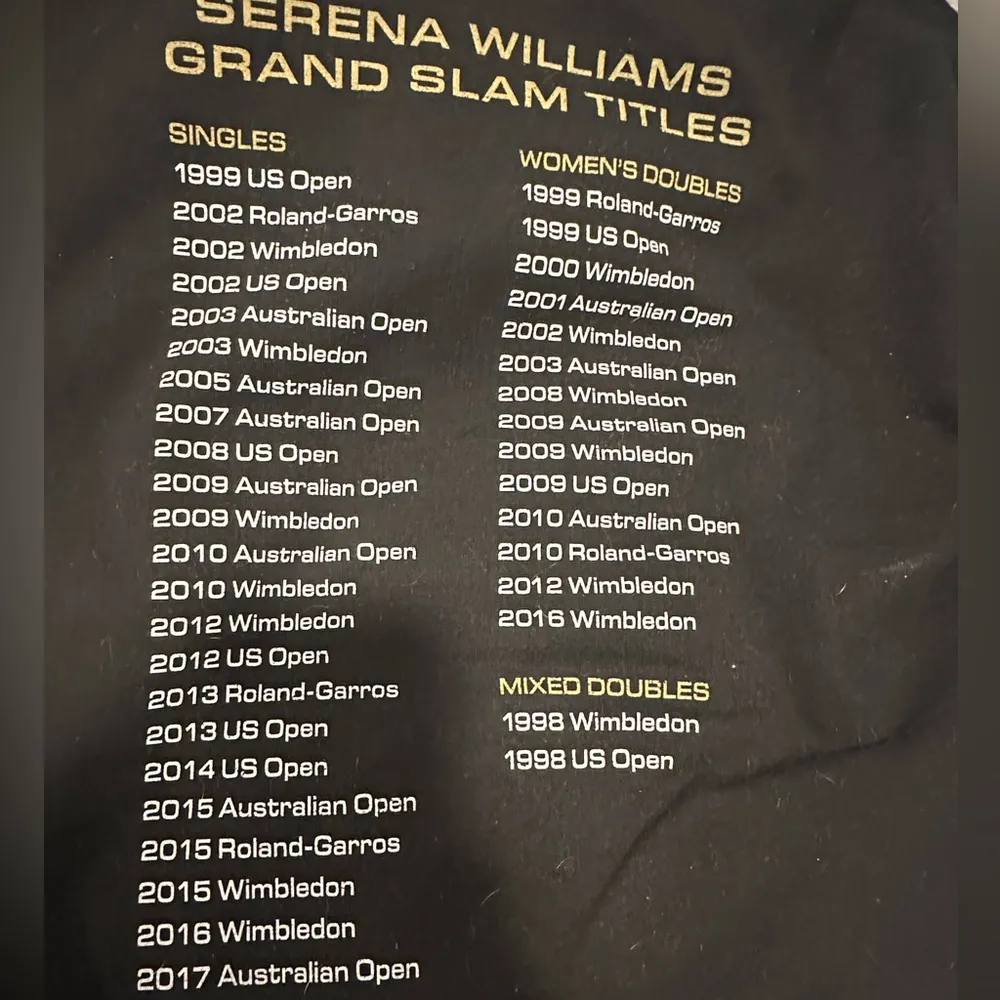 SERENA WILLIAMS
GRAND SLAM TITLES
SINGLES
1999 US Open
2002 Roland-Garros
2002 Wimbledon
2002 US Open
2003 Australian Open
2003 Wimbledon
2005 Australian Open
2007 Australian Open
2008 US Open
2009 Australian Open
2009 Wimbledon
2010 Australian Open
2010 Wimbledon
2012 Wimbledon
2012 US Open
2013 Roland-Garros
2013 US Open
2014 US Open
2015 Australian Open
2015 Roland-Garros
2015 Wimbledon
2016 Wimbledon
2017 Australian Open
WOMEN'S DOUBLES
1999 Roland-Garros
1999 US Open
2000 Wimbledon
2001 Australian Open
2002 Wimbledon
2003 Australian Open
2008 Wimbledon
2009 Australian Open
2009 Wimbledon
2009 US Open
2010 Australian Open
2010 Roland-Garros
2012 Wimbledon
2016 Wimbledon
MIXED DOUBLES
1998 Wimbledon
1998 US Open